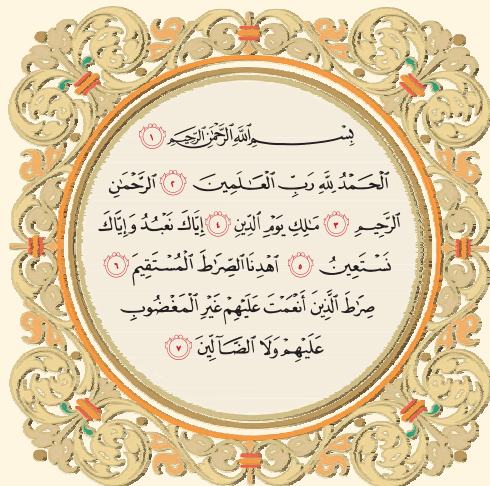 بِسْمِ اللَّهِ الرَّحْمَٰنِ الرَّحِيمِ ١
الْحَمْدُ لِلَّهِ رَبِّ الْعَالَمِينَ ٢ الرَّحْمَٰنِ
الرَّحِيمِ ٣ مَالِكِ يَوْمِ الدِّينِ ٤ إِيَّاكَ نَعْبُدُ وَإِيَّاكَ
نَسْتَعِينُ ٥ اهْدِنَا الصِّرَاطَ الْمُسْتَقِيمَ ٦
صِرَاطَ الَّذِينَ أَنْعَمْتَ عَلَيْهِمْ غَيْرِ الْمَغْضُوبِ
عَلَيْهِمْ وَلَا الضَّالِّينَ ٧